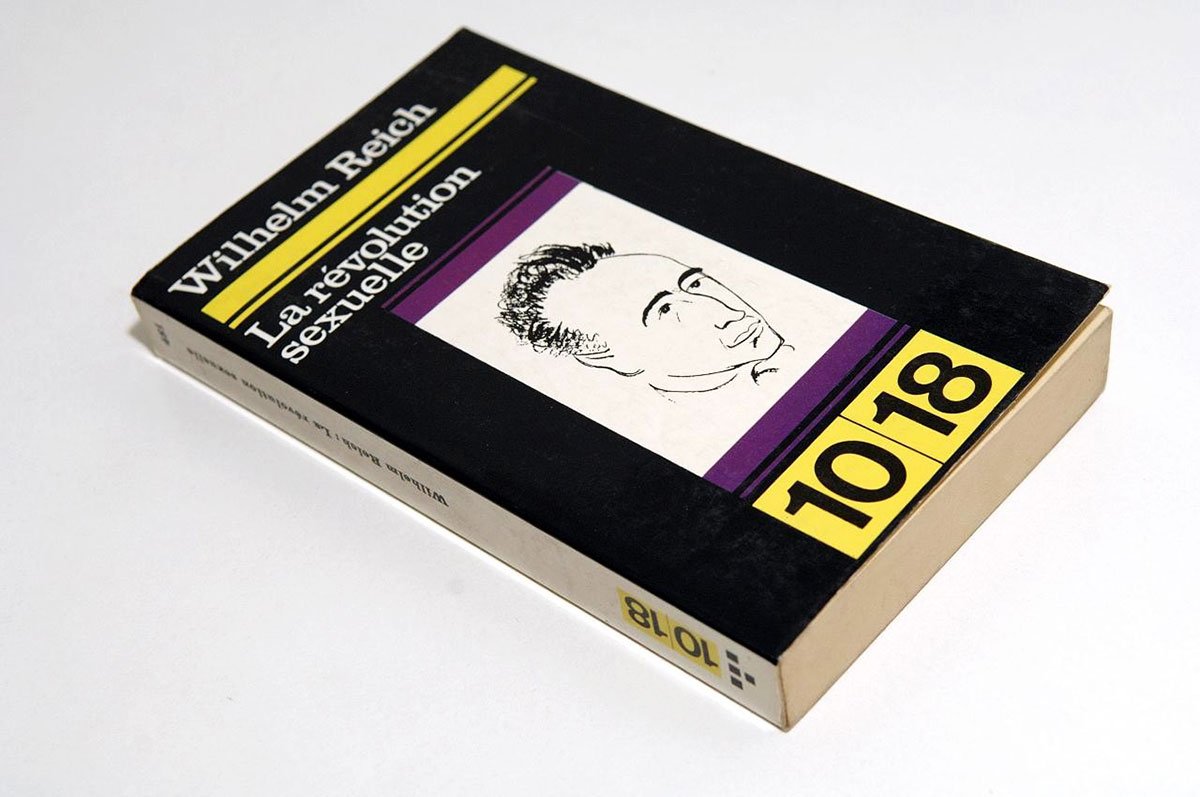 Wilhelm Reich
La révolution
sexuelle
10 18
Wilhelm Reich : La révolution sexuelle
10 18